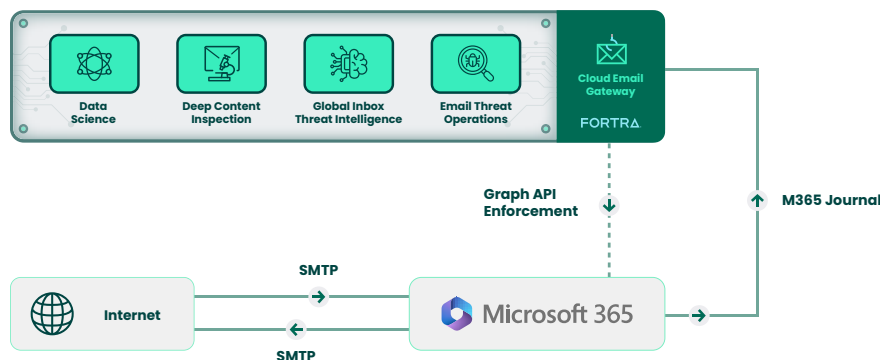 Data
Science
Deep Content
Inspection
Global Inbox
Threat Intelligence
Email Threat
Operations
Cloud Email
Gateway
FORTRA
Graph API
Enforcement
M365 Journal
SMTP
Internet
Microsoft 365
SMTP